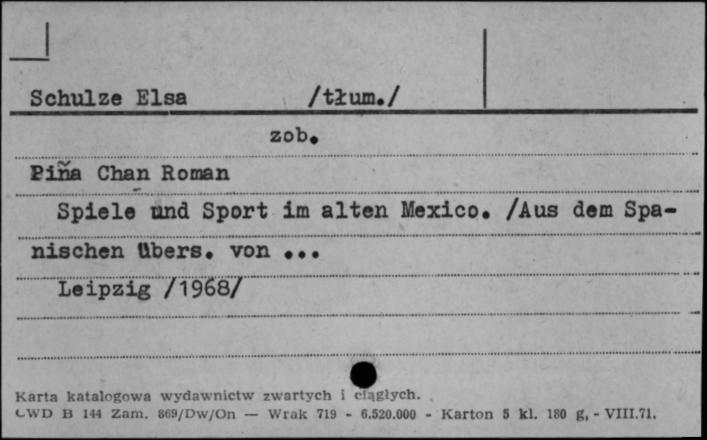 Schulze Elsa /tłum./
zob.
Piña Chan Roman
Spiele und Sport im alten Mexico. /Aus dem Spa-
nischen Übers. von ...
Leipzig /1968/
Karta katalogowa wydawnictw zwartych i ciągłych.
CWD B 144 Zam. 869/Dw/On — Wrak 719 - 6.520.000 - Karton 5 kl. 180 g, - VIII.71.